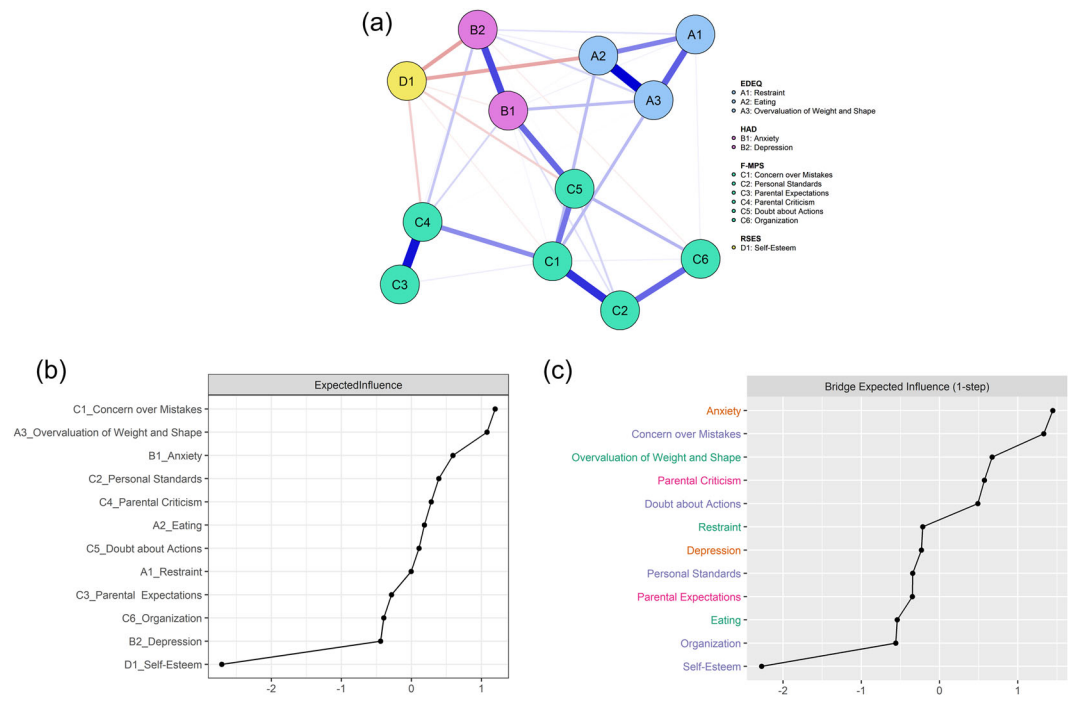 (a)
B2
A1
A2
D1
A3
B1
C5
C4
C1
C6
C3
C2
EDEQ
A1: Restraint
A2: Eating
A3: Overvaluation of Weight and Shape
HAD
B1: Anxiety
B2: Depression
F-MPS
C1: Concern over Mistakes
C2: Personal Standards
C3: Parental Expectations
C4: Parental Criticism
C5: Doubt about Actions
C6: Organization
RSES
D1: Self-Esteem
(b)
ExpectedInfluence
C1_Concern over Mistakes
A3_Overvaluation of Weight and Shape
B1_Anxiety
C2_Personal Standards
C4_Parental Criticism
A2_Eating
C5_Doubt about Actions
A1_Restraint
C3_Parental Expectations
C6_Organization
B2_Depression
D1_Self-Esteem
-2 -1 0 1
(c)
Bridge Expected Influence (1-step)
Anxiety
Concern over Mistakes
Overvaluation of Weight and Shape
Parental Criticism
Doubt about Actions
Restraint
Depression
Personal Standards
Parental Expectations
Eating
Organization
Self-Esteem
-2 -1 0 1